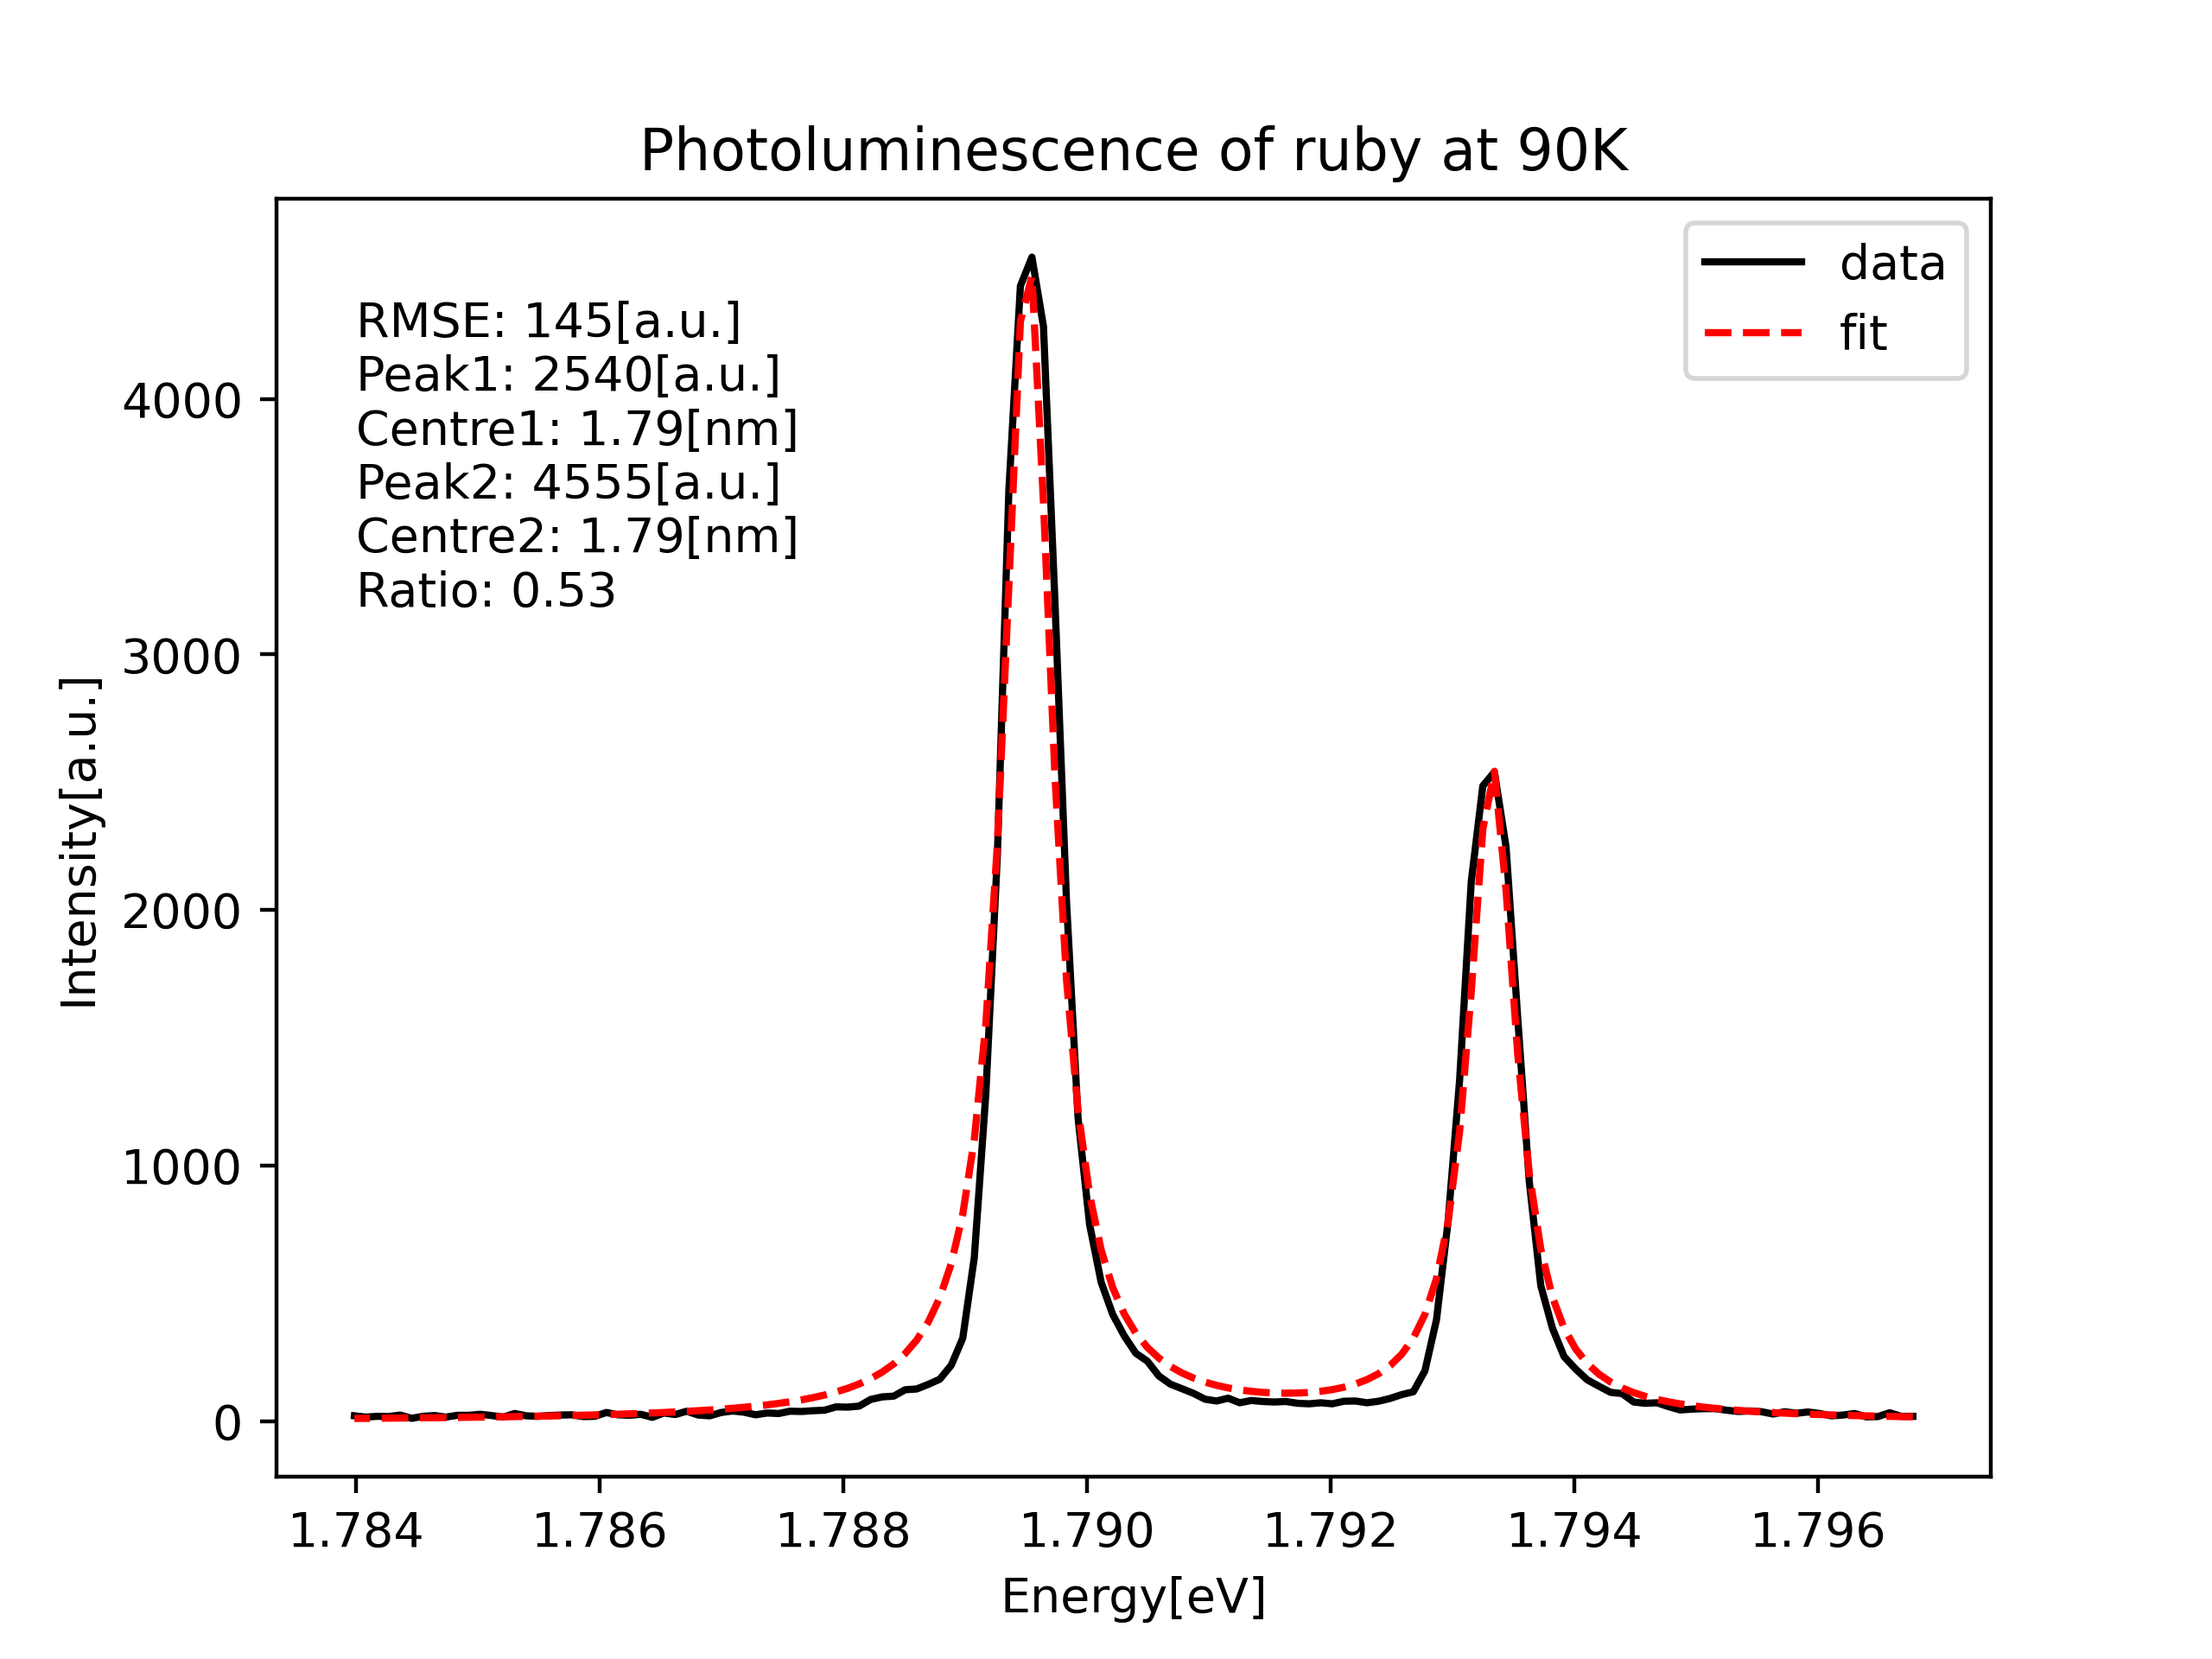 Photoluminescence of ruby at 90K
data
fit
RMSE: 145[a.u.]
Peak1: 2540[a.u.]
Centre1: 1.79[nm]
Peak2: 4555[a.u.]
Centre2: 1.79[nm]
Ratio: 0.53
Intensity[a.u.]
4000
3000
2000
1000
0
1.784 1.786 1.788 1.790 1.792 1.794 1.796
Energy[eV]